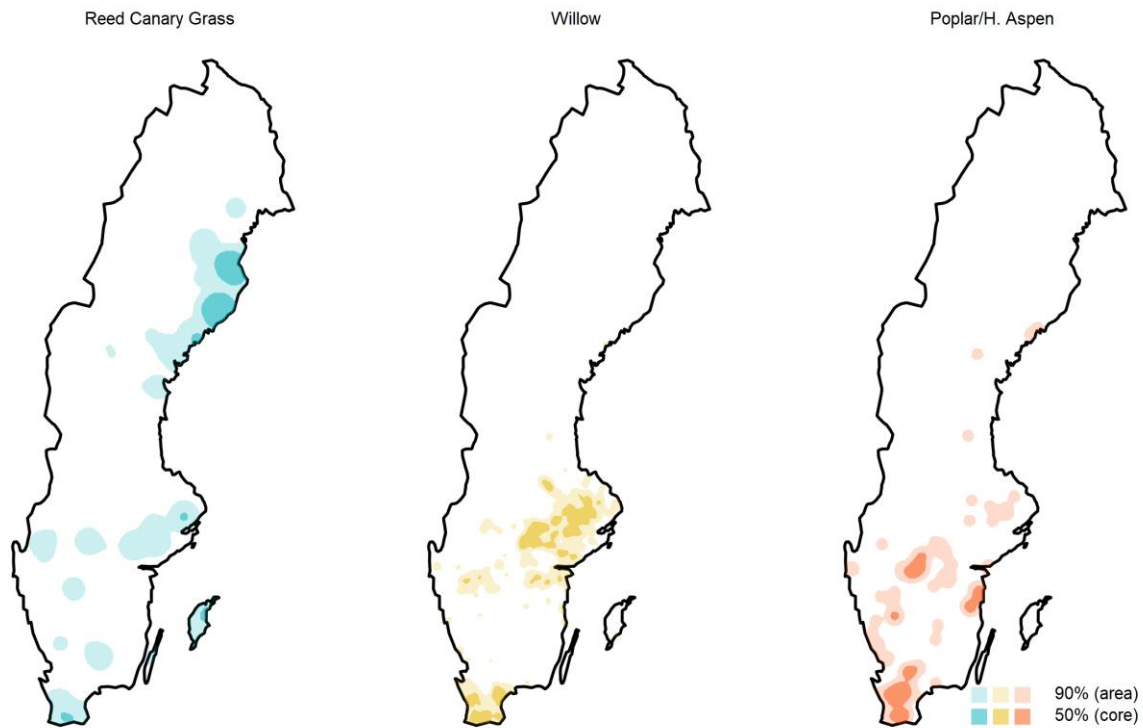 Reed Canary Grass
Willow
Poplar/H. Aspen
90% (area)
50% (core)